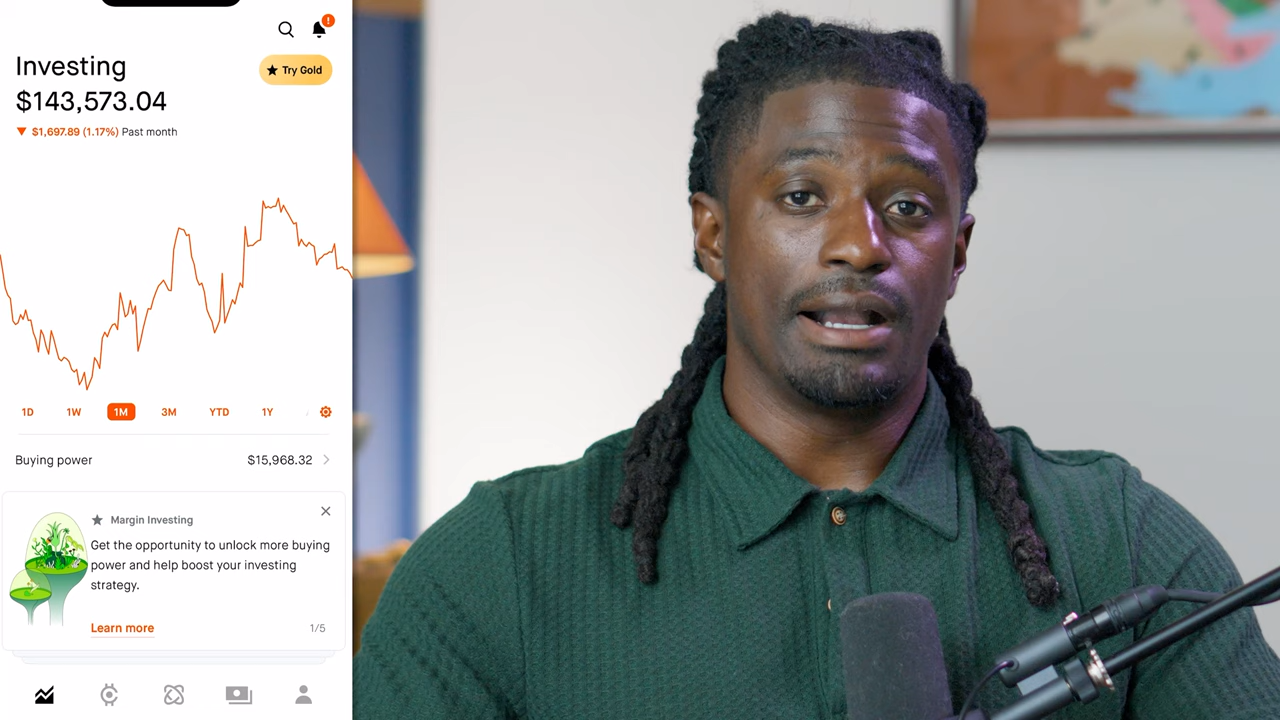 !
Investing
Try Gold
$143,573.04
▼ $1,697.89 (1.17%) Past month
1D 1W 1M 3M YTD 1Y
Buying power $15,968.32
Margin Investing
Get the opportunity to unlock more buying
power and help boost your investing
strategy.
Learn more 1/5